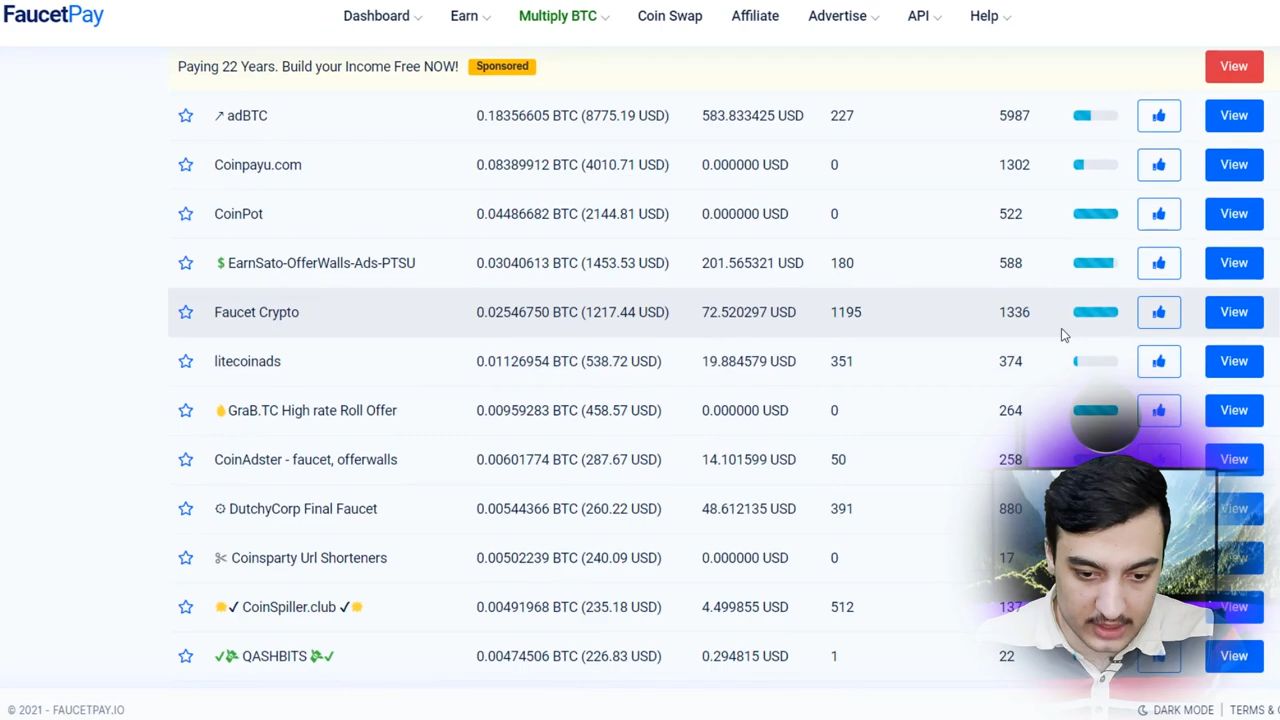 FaucetPay Dashboard Earn Multiply BTC Coin Swap Affiliate Advertise API Help
Paying 22 Years. Build your Income Free NOW! Sponsored View
adBTC 0.18356605 BTC (8775.19 USD) 583.833425 USD 227 5987 View
Coinpayu.com 0.08389912 BTC (4010.71 USD) 0.000000 USD 0 1302 View
CoinPot 0.04486682 BTC (2144.81 USD) 0.000000 USD 0 522 View
$ EarnSato-OfferWalls-Ads-PTSU 0.03040613 BTC (1453.53 USD) 201.565321 USD 180 588 View
Faucet Crypto 0.02546750 BTC (1217.44 USD) 72.520297 USD 1195 1336 View
litecoinads 0.01126954 BTC (538.72 USD) 19.884579 USD 351 374 View
GraB.TC High rate Roll Offer 0.00959283 BTC (458.57 USD) 0.000000 USD 0 264 View
CoinAdster - faucet, offerwalls 0.00601774 BTC (287.67 USD) 14.101599 USD 50 258 View
DutchyCorp Final Faucet 0.00544366 BTC (260.22 USD) 48.612135 USD 391 880 View
Coinsparty Url Shorteners 0.00502239 BTC (240.09 USD) 0.000000 USD 0 17 View
CoinSpiller.club 0.00491968 BTC (235.18 USD) 4.499855 USD 512 137 View
QASHBITS 0.00474506 BTC (226.83 USD) 0.294815 USD 1 22 View
© 2021 - FAUCETPAY.IO DARK MODE | TERMS &